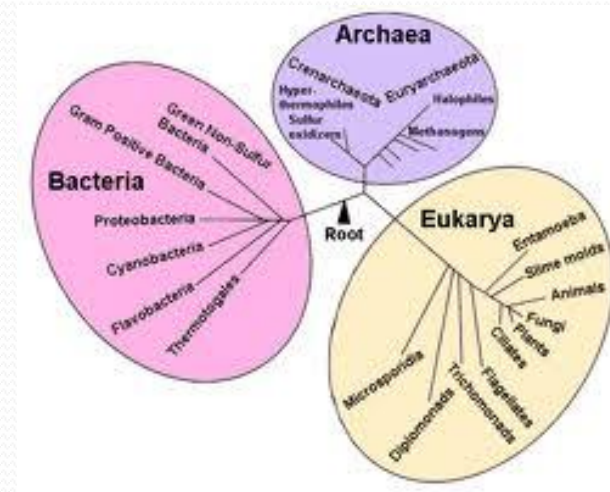 Archaea
Crenarchaeota
Euryarchaeota
Hyper-
thermophiles
Sulfur
oxidizers
Halophiles
Methanogens
Bacteria
Green Non-Sulfur
Bacteria
Gram Positive Bacteria
Proteobacteria
Cyanobacteria
Flavobacteria
Thermotogales
Root
Eukarya
Entamoeba
Slime molds
Animals
Fungi
Plants
Ciliates
Flagellates
Trichomonads
Diplomonads
Microsporidia